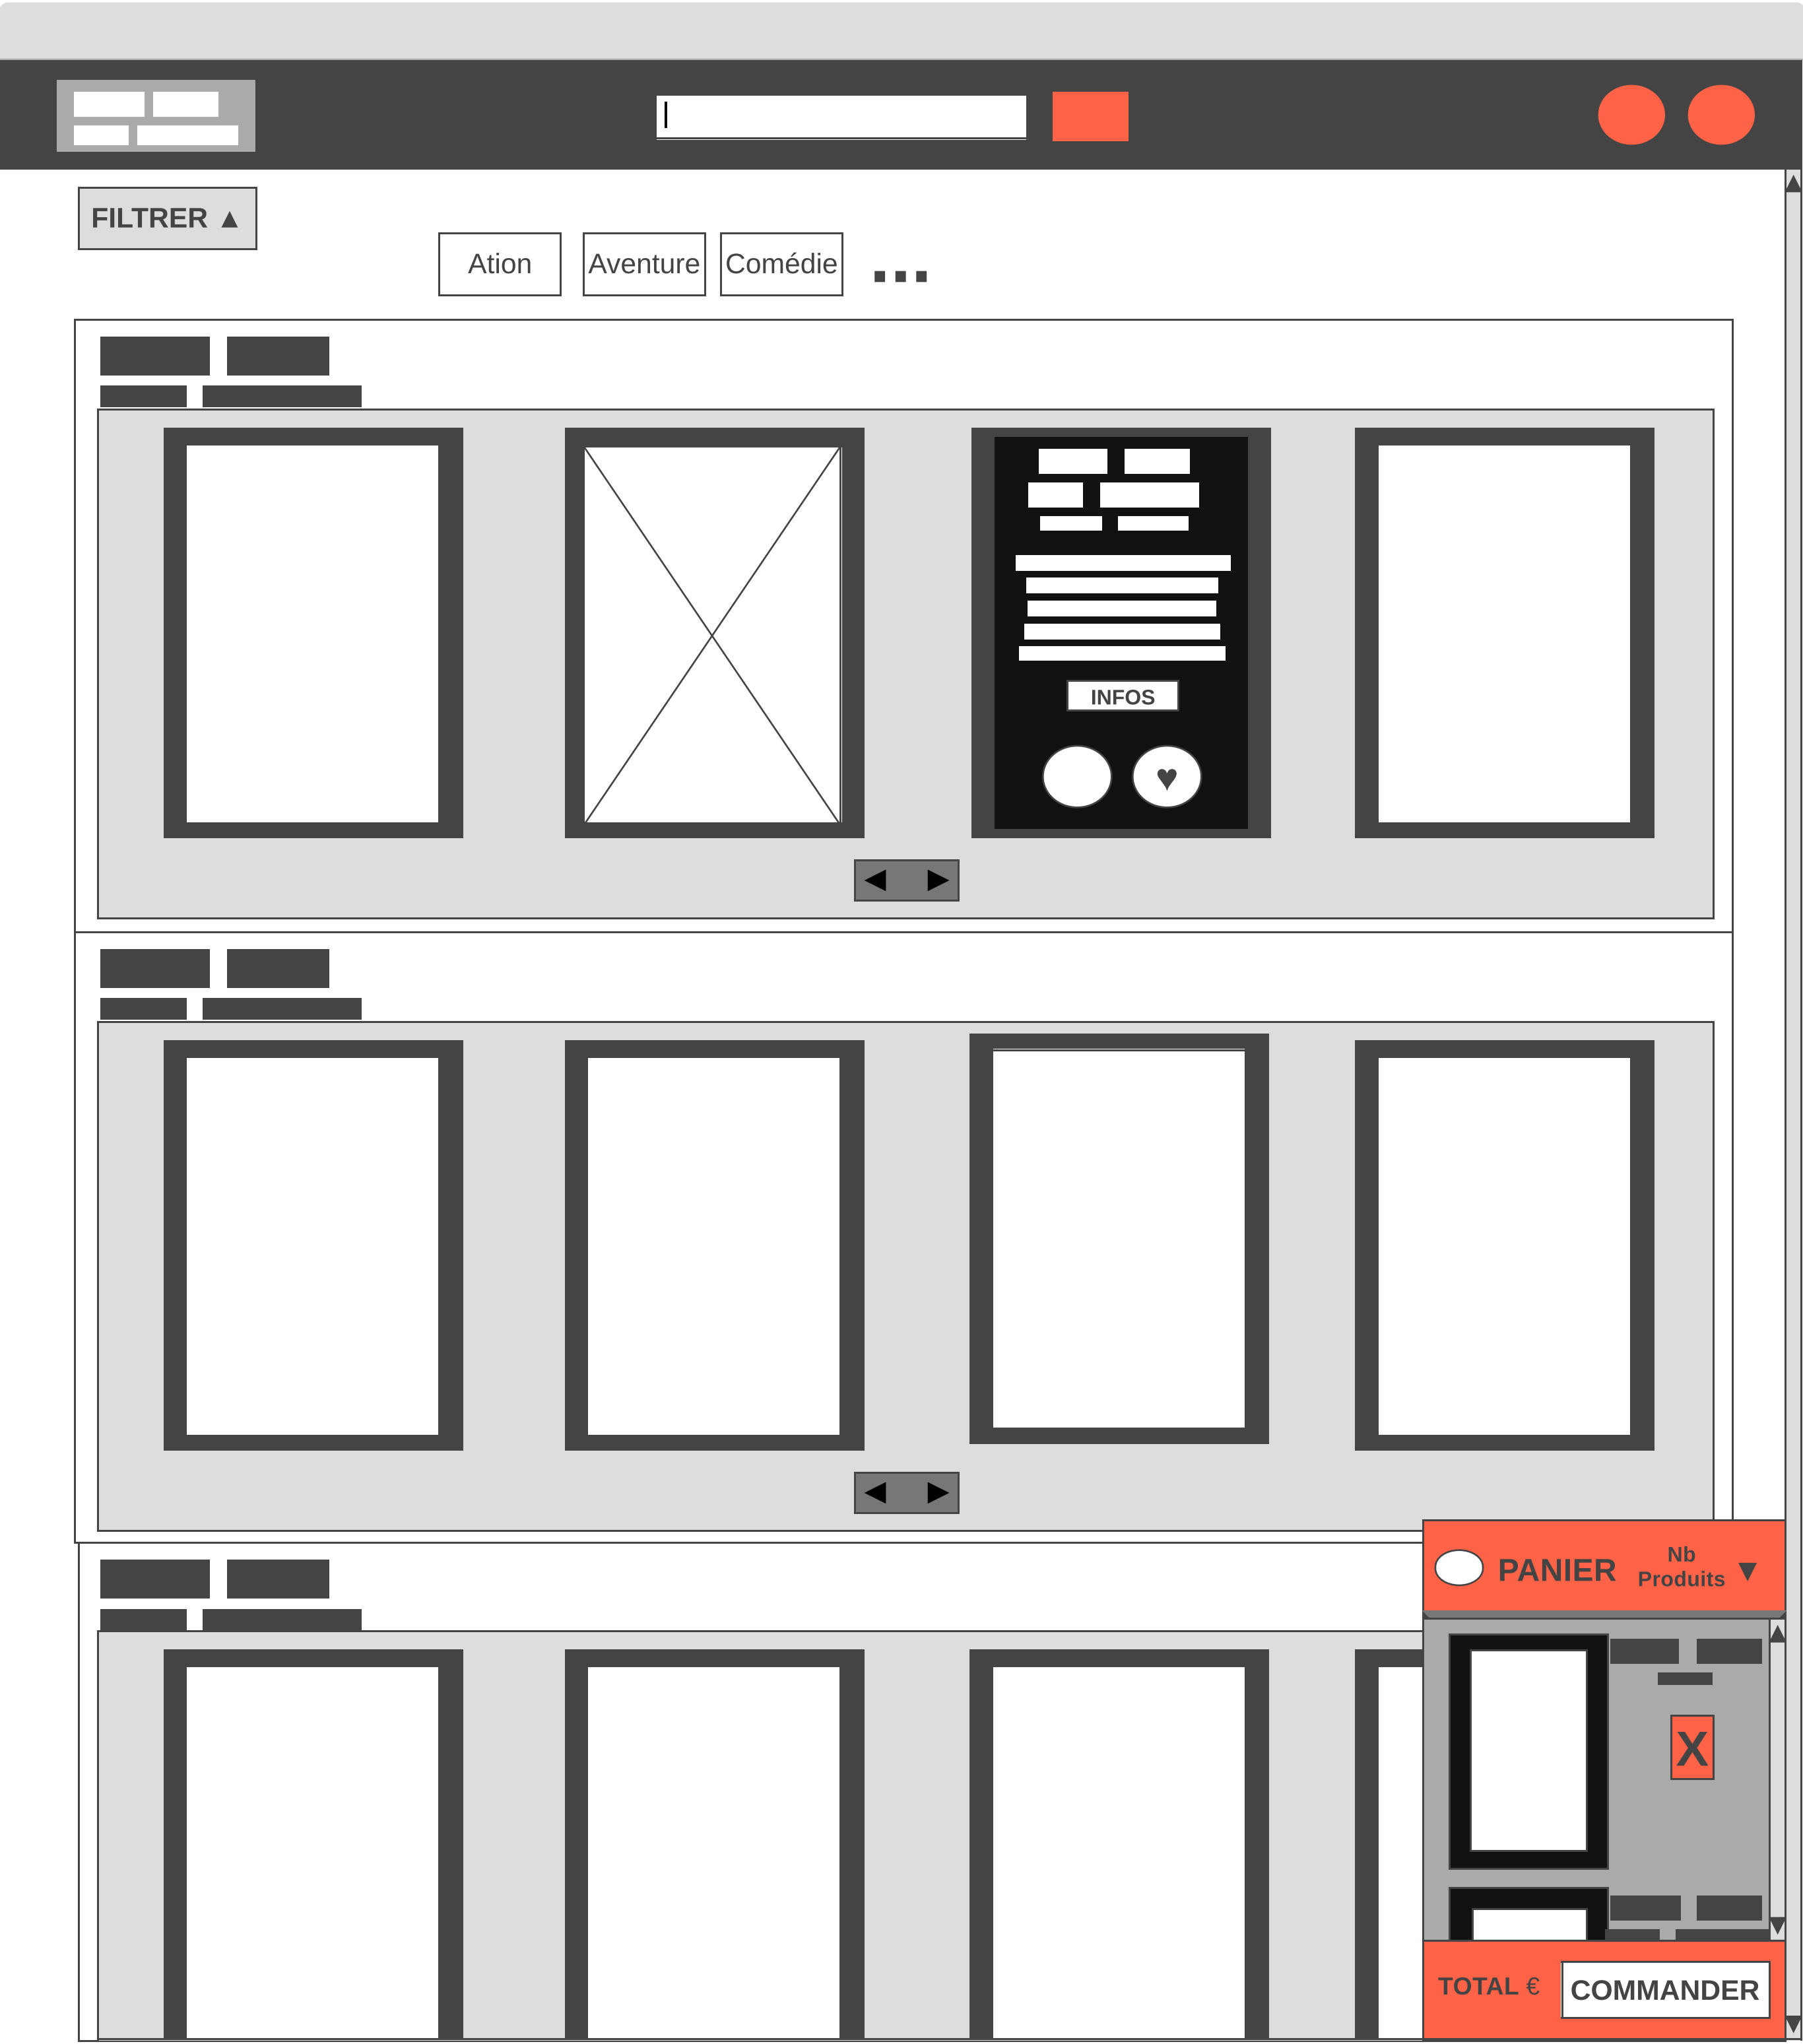 FILTRER ▲
Ation Aventure Comédie ...
INFOS
♥
◀ ▶
◀ ▶
PANIER Nb Produits ▼
X
TOTAL € COMMANDER